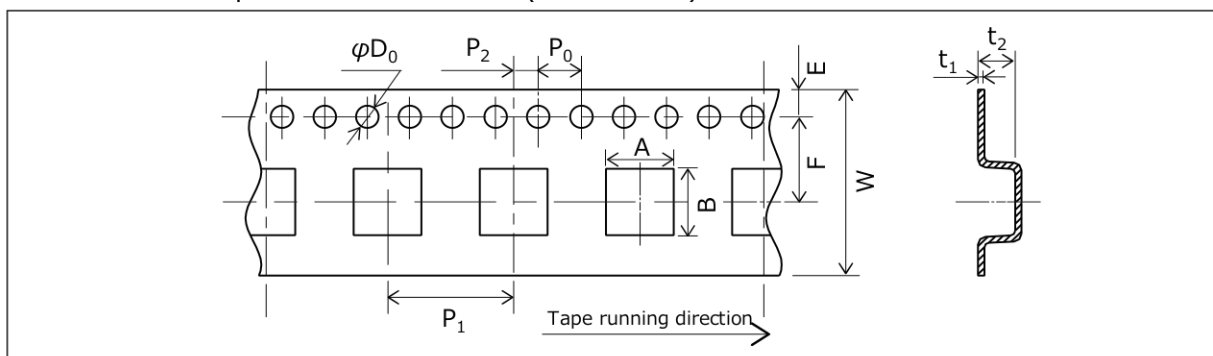 φD₀
P₂
P₀
E
t₂
t₁
A
F
W
B
P₁
Tape running direction